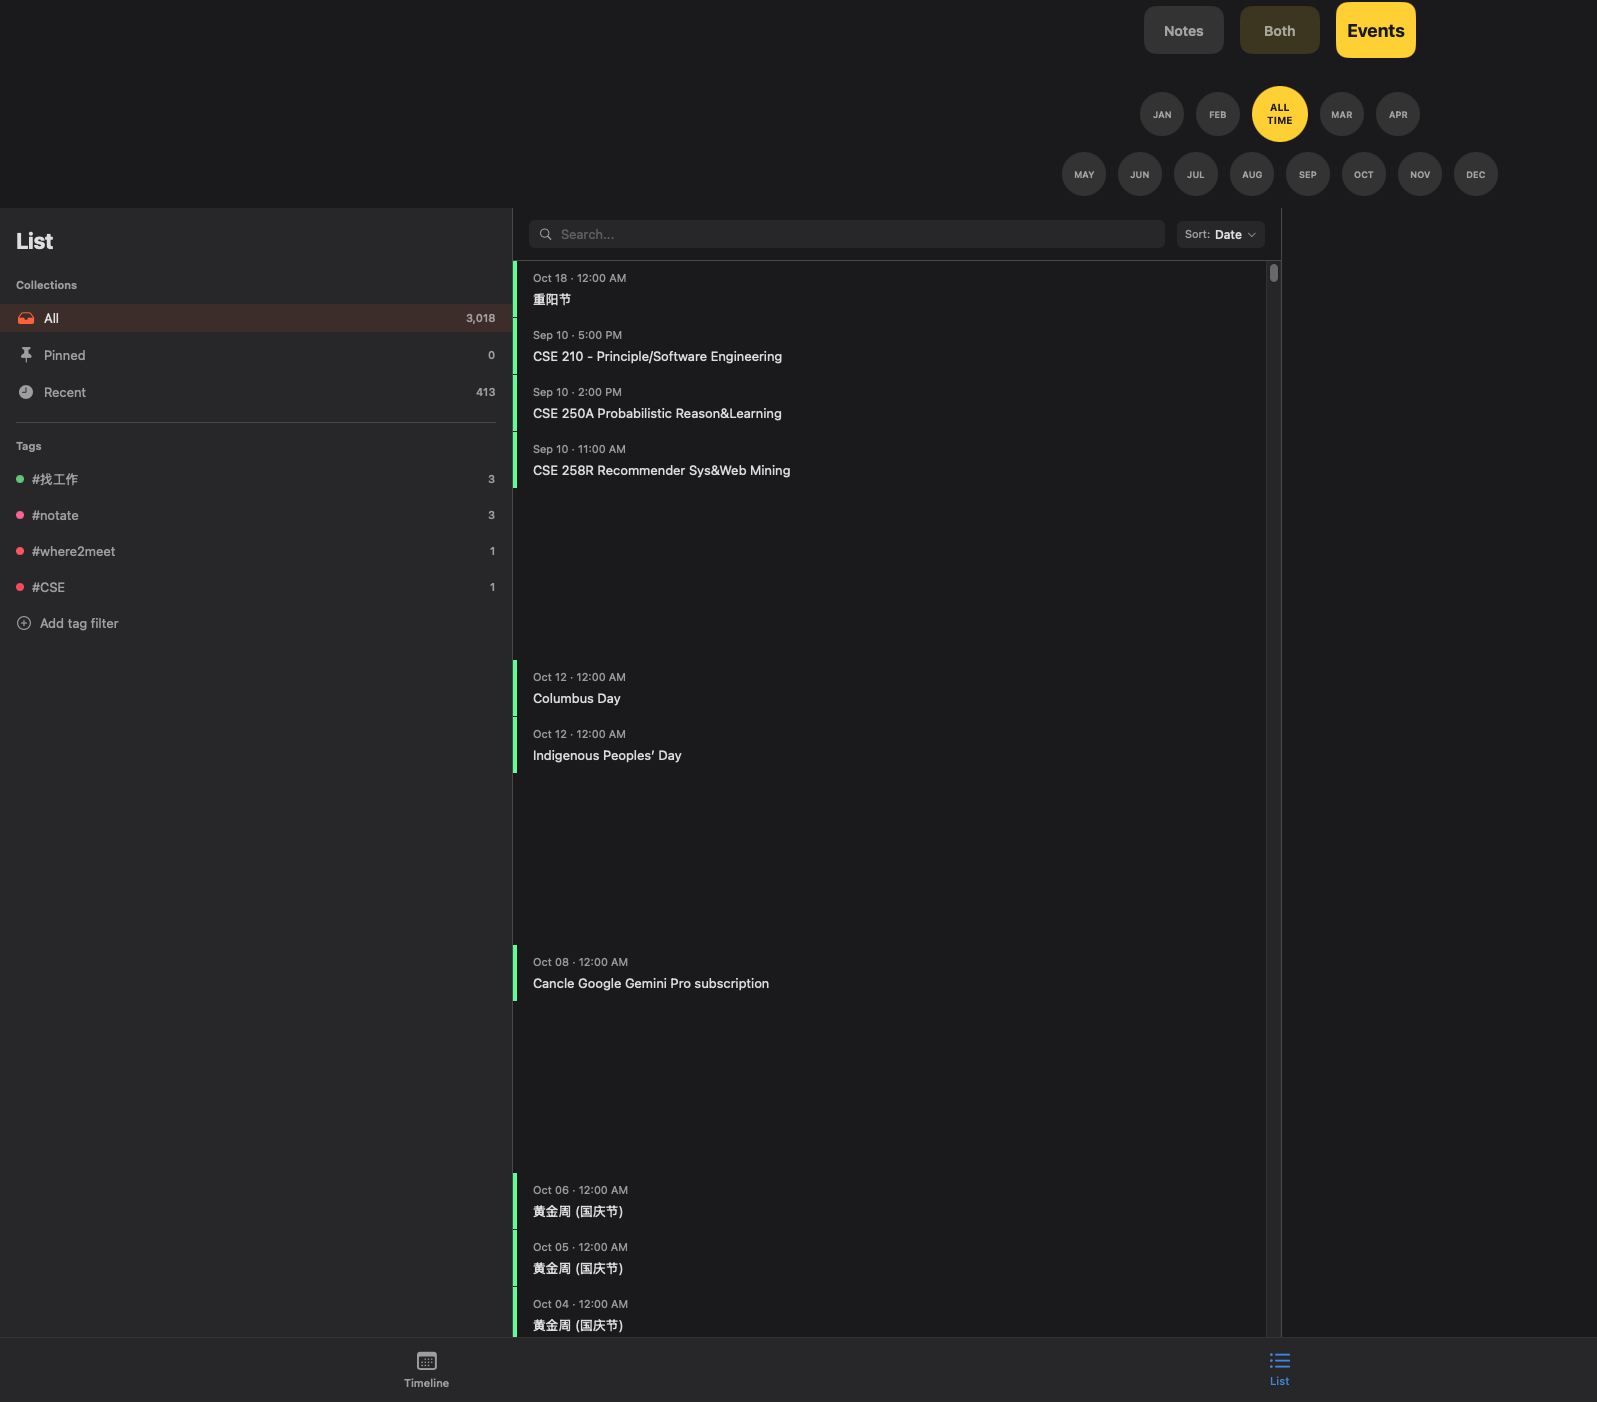 Notes
Both
Events
JAN
FEB
ALL
TIME
MAR
APR
MAY
JUN
JUL
AUG
SEP
OCT
NOV
DEC
List
Collections
All
3,018
Pinned
0
Recent
413
Tags
#找工作
3
#notate
3
#where2meet
1
#CSE
1
Add tag filter
Search...
Sort: Date
Oct 18 · 12:00 AM
重阳节
Sep 10 · 5:00 PM
CSE 210 - Principle/Software Engineering
Sep 10 · 2:00 PM
CSE 250A Probabilistic Reason&Learning
Sep 10 · 11:00 AM
CSE 258R Recommender Sys&Web Mining
Oct 12 · 12:00 AM
Columbus Day
Oct 12 · 12:00 AM
Indigenous Peoples’ Day
Oct 08 · 12:00 AM
Cancle Google Gemini Pro subscription
Oct 06 · 12:00 AM
黄金周 (国庆节)
Oct 05 · 12:00 AM
黄金周 (国庆节)
Oct 04 · 12:00 AM
黄金周 (国庆节)
Timeline
List